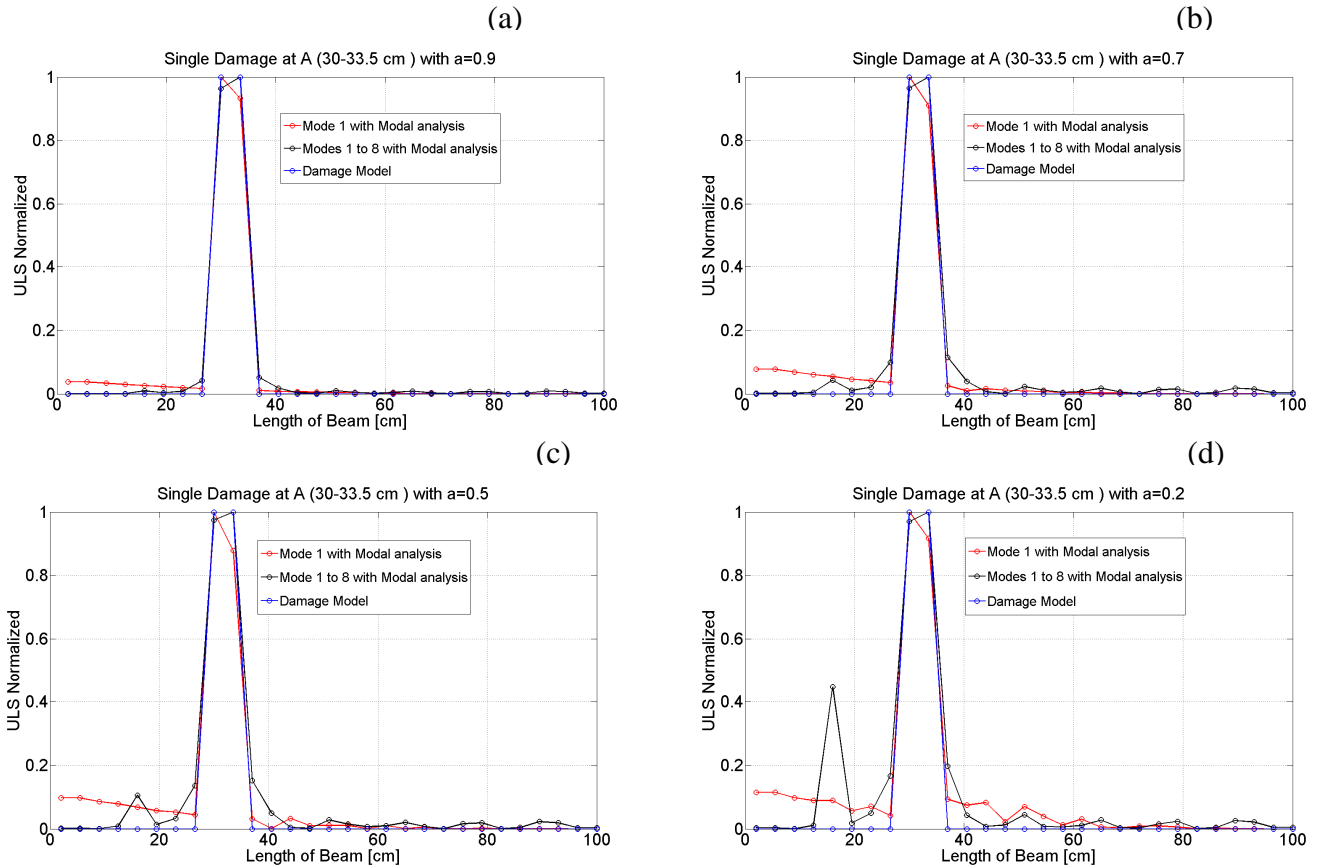 (a)
Single Damage at A (30-33.5 cm ) with a=0.9
1
0.8
0.6
0.4
0.2
0
ULS Normalized
Mode 1 with Modal analysis
Modes 1 to 8 with Modal analysis
Damage Model
0 20 40 60 80 100
Length of Beam [cm]
(b)
Single Damage at A (30-33.5 cm ) with a=0.7
1
0.8
0.6
0.4
0.2
0
ULS Normalized
Mode 1 with Modal analysis
Modes 1 to 8 with Modal analysis
Damage Model
0 20 40 60 80 100
Length of Beam [cm]
(c)
Single Damage at A (30-33.5 cm ) with a=0.5
1
0.8
0.6
0.4
0.2
0
ULS Normalized
Mode 1 with Modal analysis
Mode 1 to 8 with Modal analysis
Damage Model
0 20 40 60 80 100
Length of Beam [cm]
(d)
Single Damage at A (30-33.5 cm ) with a=0.2
1
0.8
0.6
0.4
0.2
0
ULS Normalized
Mode 1 with Modal analysis
Modes 1 to 8 with Modal analysis
Damage Model
0 20 40 60 80 100
Length of Beam [cm]